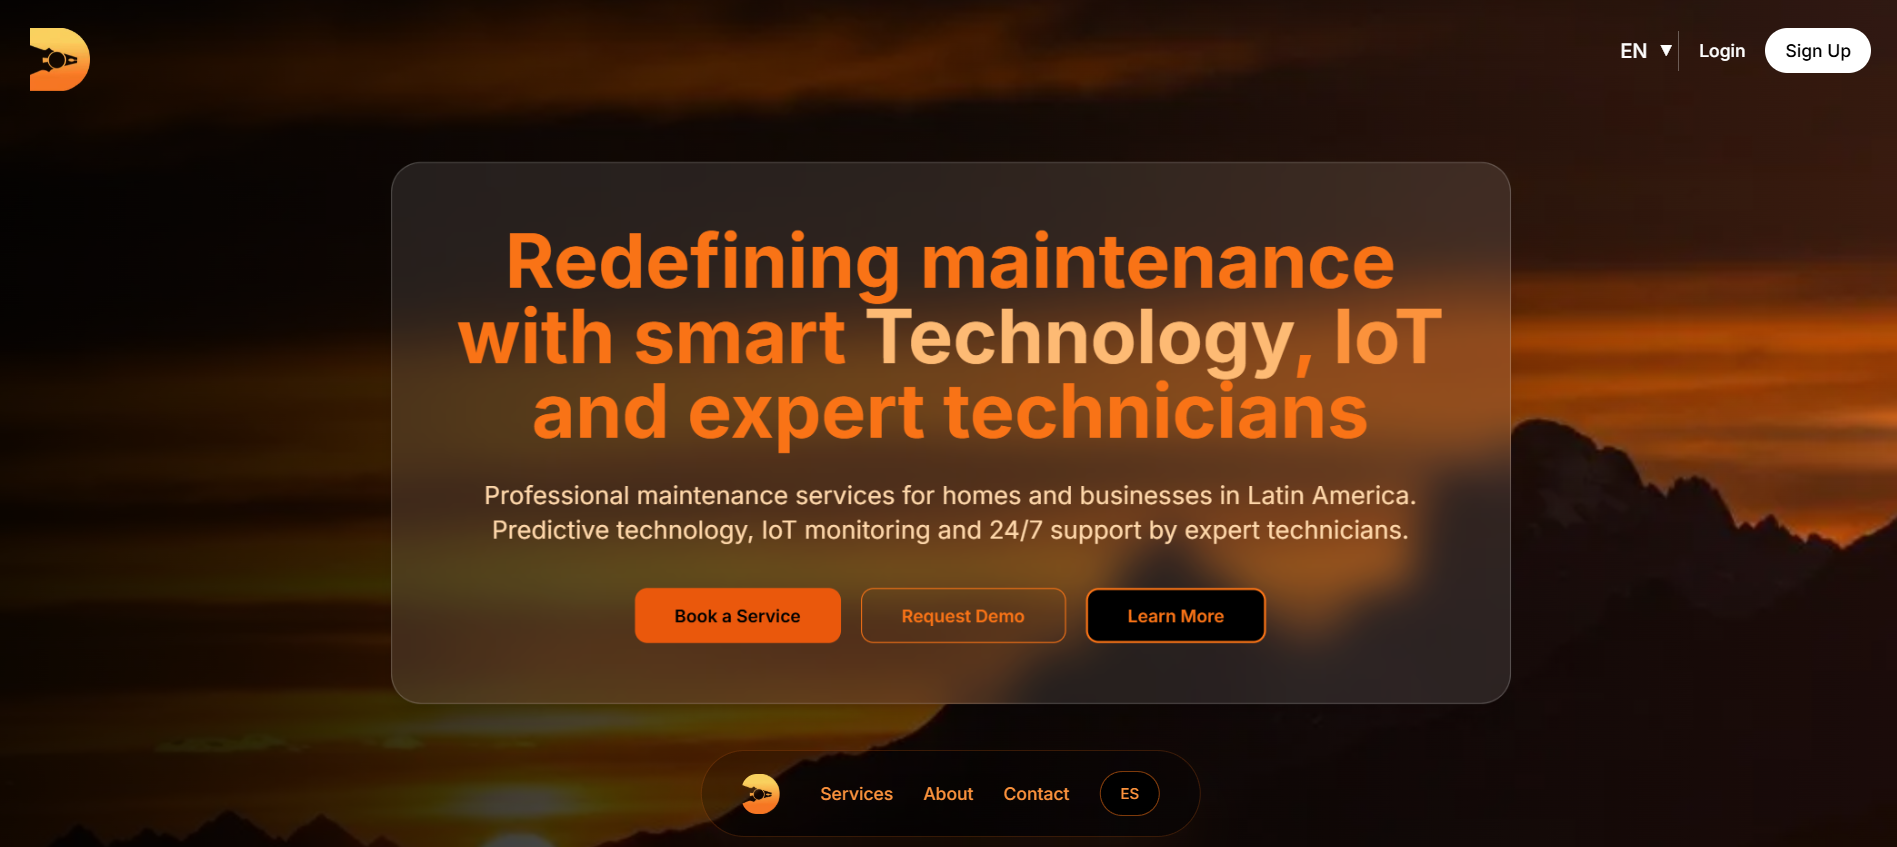 EN ▼ Login Sign Up
Redefining maintenance
with smart Technology, IoT
and expert technicians
Professional maintenance services for homes and businesses in Latin America.
Predictive technology, IoT monitoring and 24/7 support by expert technicians.
Book a Service Request Demo Learn More
Services About Contact ES